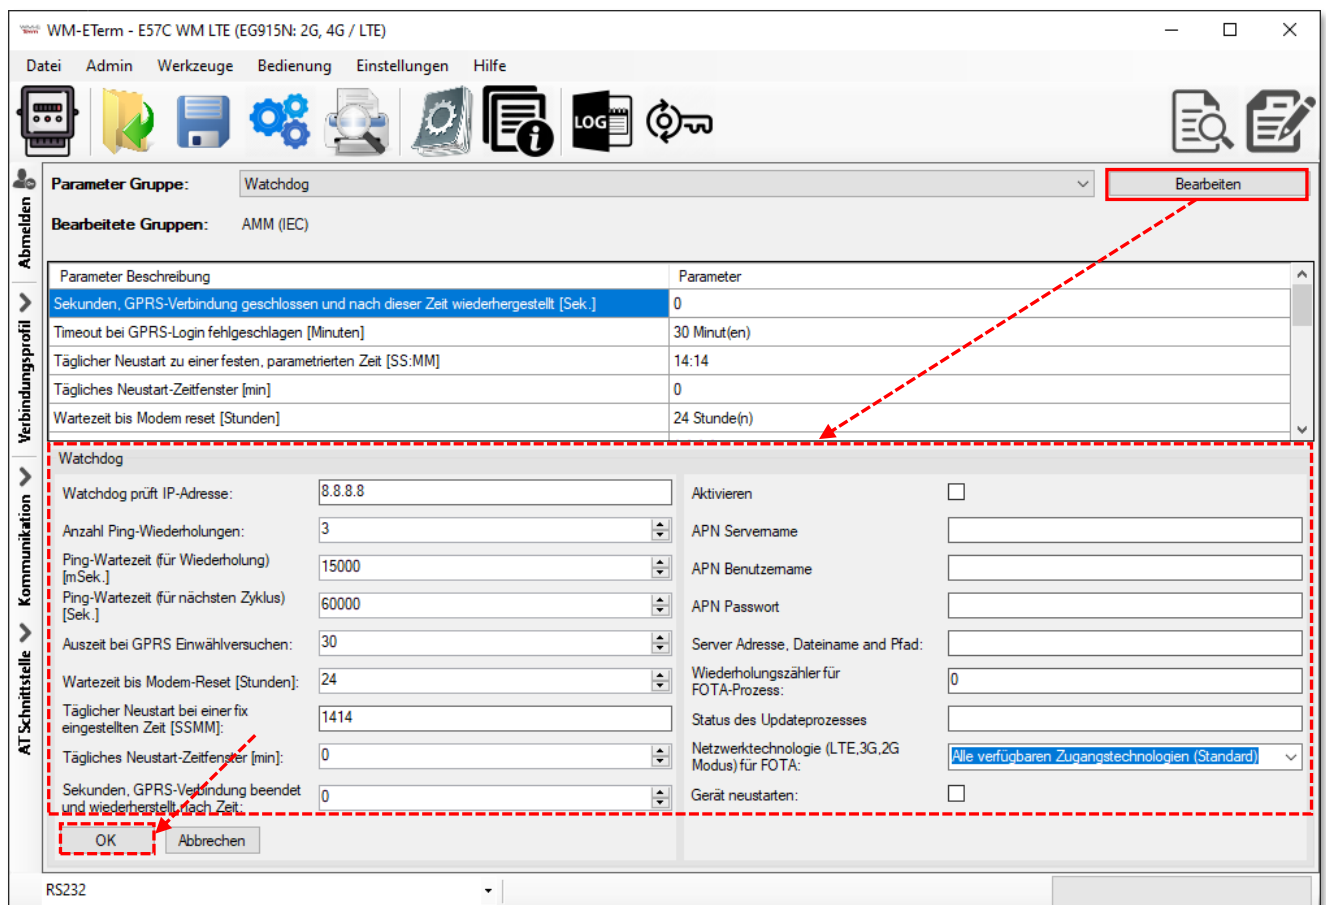 WM-ETerm - E57C WM LTE (EG915N: 2G, 4G / LTE)
Datei Admin Werkzeuge Bedienung Einstellungen Hilfe
LOG
Parameter Gruppe: Watchdog Bearbeiten
Bearbeitete Gruppen: AMM (IEC)
Abmelden
Verbindungsprofil
Kommunikation
AT Schnittstelle
Parameter Beschreibung Parameter
Sekunden, GPRS-Verbindung geschlossen und nach dieser Zeit wiederhergestellt [Sek.] 0
Timeout bei GPRS-Login fehlgeschlagen [Minuten] 30 Minut(en)
Täglicher Neustart zu einer festen, parametrierten Zeit [SS:MM] 14:14
Tägliches Neustart-Zeitfenster [min] 0
Wartezeit bis Modem reset [Stunden] 24 Stunde(n)
Watchdog
Watchdog prüft IP-Adresse: 8.8.8.8
Anzahl Ping-Wiederholungen: 3
Ping-Wartezeit (für Wiederholung)
[mSek.] 15000
Ping-Wartezeit (für nächsten Zyklus)
[Sek.] 60000
Auszeit bei GPRS Einwählversuchen: 30
Wartezeit bis Modem-Reset [Stunden]: 24
Täglicher Neustart bei einer fix
eingestellten Zeit [SSMM]: 1414
Tägliches Neustart-Zeitfenster [min]: 0
Sekunden, GPRS-Verbindung beendet
und wiederherstellt nach Zeit: 0
Aktivieren
APN Servername
APN Benutzername
APN Passwort
Server Adresse, Dateiname and Pfad:
Wiederholungszähler für
FOTA-Prozess: 0
Status des Updateprozesses
Netzwerktechnologie (LTE,3G,2G
Modus) für FOTA: Alle verfügbaren Zugangstechnologien (Standard)
Gerät neustarten:
OK Abbrechen
RS232